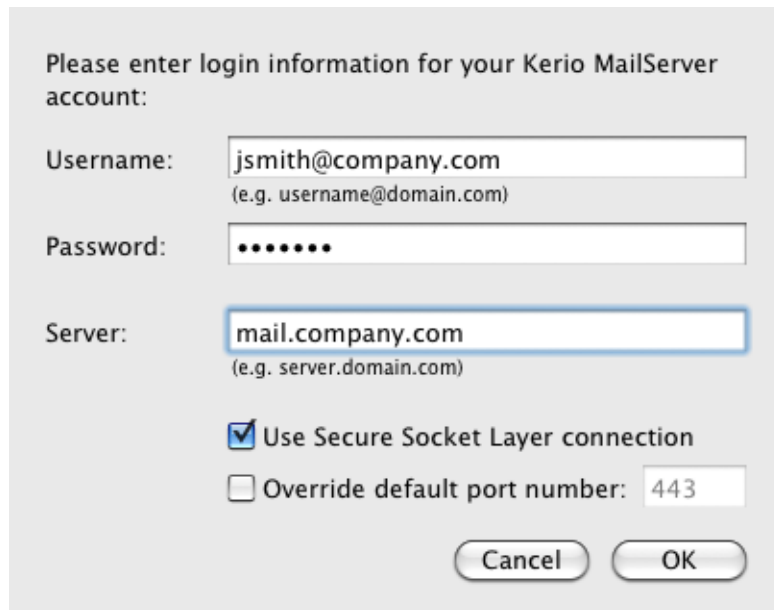 Please enter login information for your Kerio MailServer
account:
Username: jsmith@company.com
(e.g. username@domain.com)
Password: •••••••
Server: mail.company.com
(e.g. server.domain.com)
Use Secure Socket Layer connection
Override default port number: 443
Cancel OK